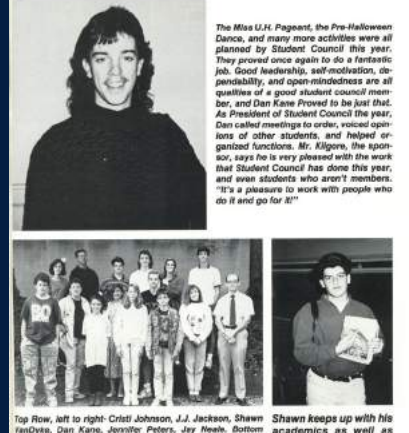 The Miss U.H. Pageant, the Pre-Halloween
Dance, and many more activities were all
planned by Student Council this year.
They proved once again to do a fantastic
job. Good leadership, self-motivation, de-
pendability, and open-mindedness are all
qualities of a good student council mem-
ber, and Dan Kane Proved to be just that.
As President of Student Council the year,
Dan called meetings to order, voiced opin-
ions of other students, and helped or-
ganized functions. Mr. Kilgore, the spon-
sor, says he is very pleased with the work
that Student Council has done this year,
and even students who aren't members.
"It's a pleasure to work with people who
do it and go for it!"
Top Row, left to right- Cristi Johnson, J.J. Jackson, Shawn
VanDyke, Dan Kane, Jennifer Peters, Jey Neale. Bottom
Shawn keeps up with his
academics as well as